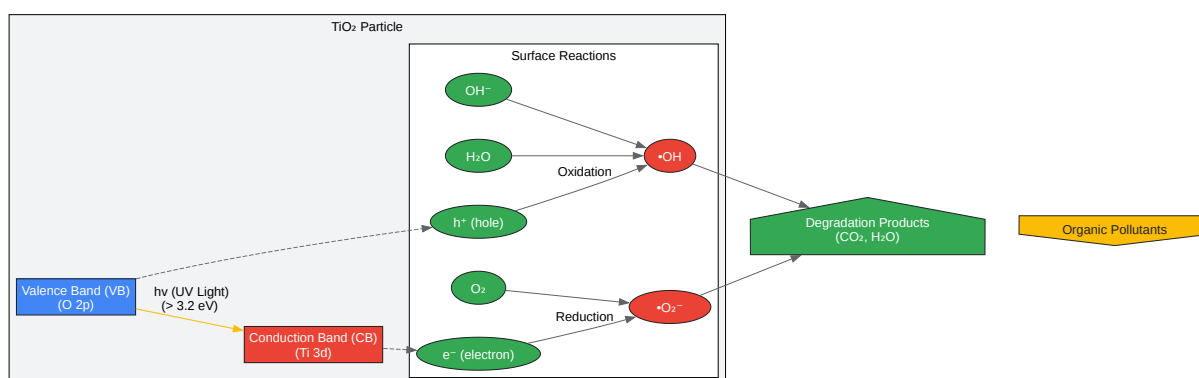 TiO₂ Particle
Surface Reactions
OH⁻
H₂O
•OH
Oxidation
h⁺ (hole)
Degradation Products
(CO₂, H₂O)
Organic Pollutants
Valence Band (VB)
(O 2p)
hν (UV Light)
(> 3.2 eV)
O₂
•O₂⁻
Reduction
Conduction Band (CB)
(Ti 3d)
e⁻ (electron)